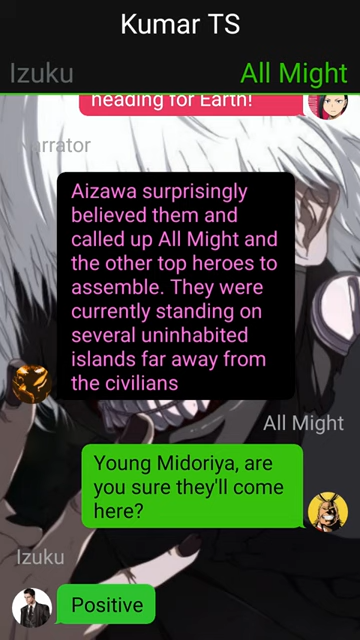 Kumar TS
Izuku
All Might
heading for Earth!
Narrator
Aizawa surprisingly
believed them and
called up All Might and
the other top heroes to
assemble. They were
currently standing on
several uninhabited
islands far away from
the civilians
All Might
Young Midoriya, are
you sure they'll come
here?
Izuku
Positive